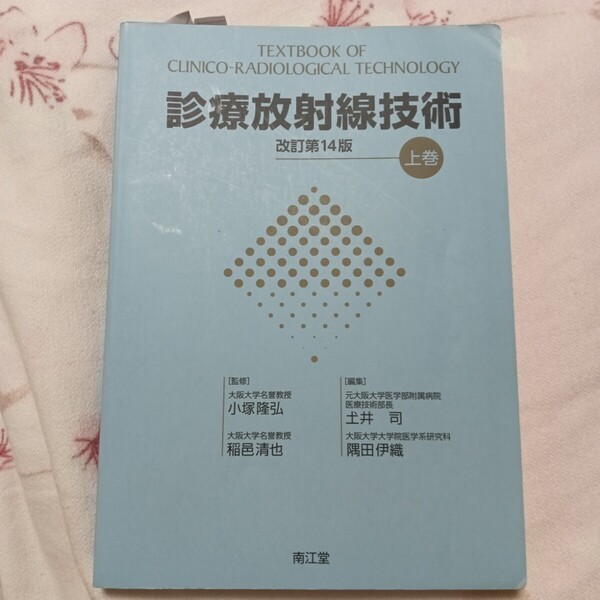 TEXTBOOK OF
CLINICO-RADIOLOGICAL TECHNOLOGY
診療放射線技術
改訂第14版
上巻
[監修]
大阪大学名誉教授
小塚隆弘
大阪大学名誉教授
稲邑清也
[編集]
元大阪大学医学部附属病院
医療技術部長
土井 司
大阪大学大学院医学系研究科
隅田伊織
南江堂